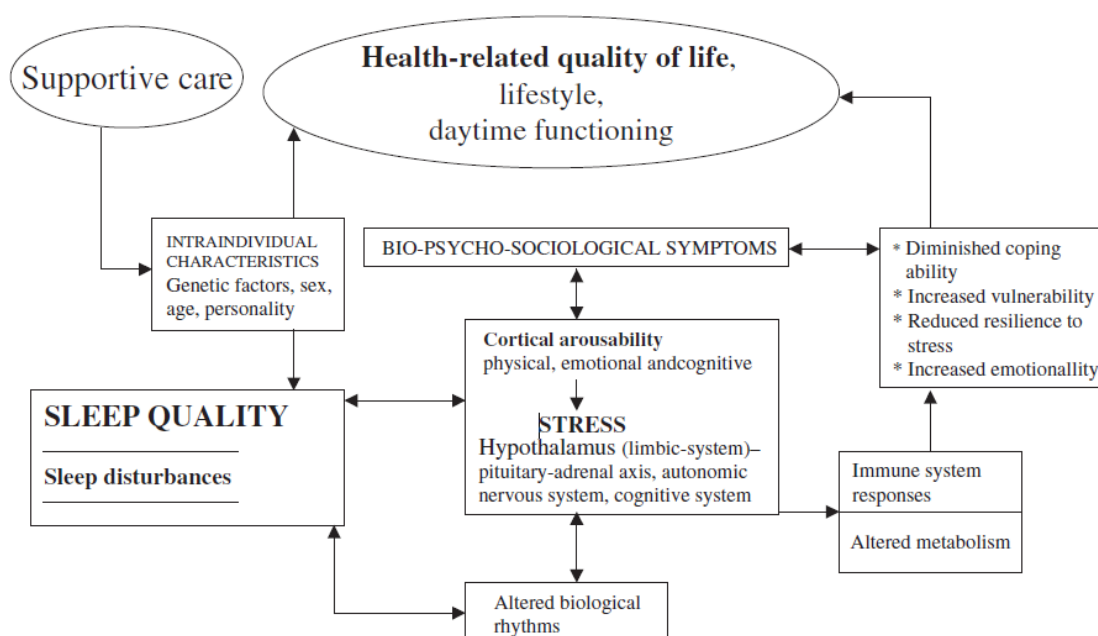 Supportive care
Health-related quality of life,
lifestyle,
daytime functioning
INTRAINDIVIDUAL
CHARACTERISTICS
Genetic factors, sex,
age, personality
BIO-PSYCHO-SOCIOLOGICAL SYMPTOMS
* Diminished coping
ability
* Increased vulnerability
* Reduced resilience to
stress
* Increased emotionallity
Cortical arousability
physical, emotional andcognitive
STRESS
Hypothalamus (limbic-system)–
pituitary-adrenal axis, autonomic
nervous system, cognitive system
SLEEP QUALITY
Sleep disturbances
Immune system
responses
Altered metabolism
Altered biological
rhythms